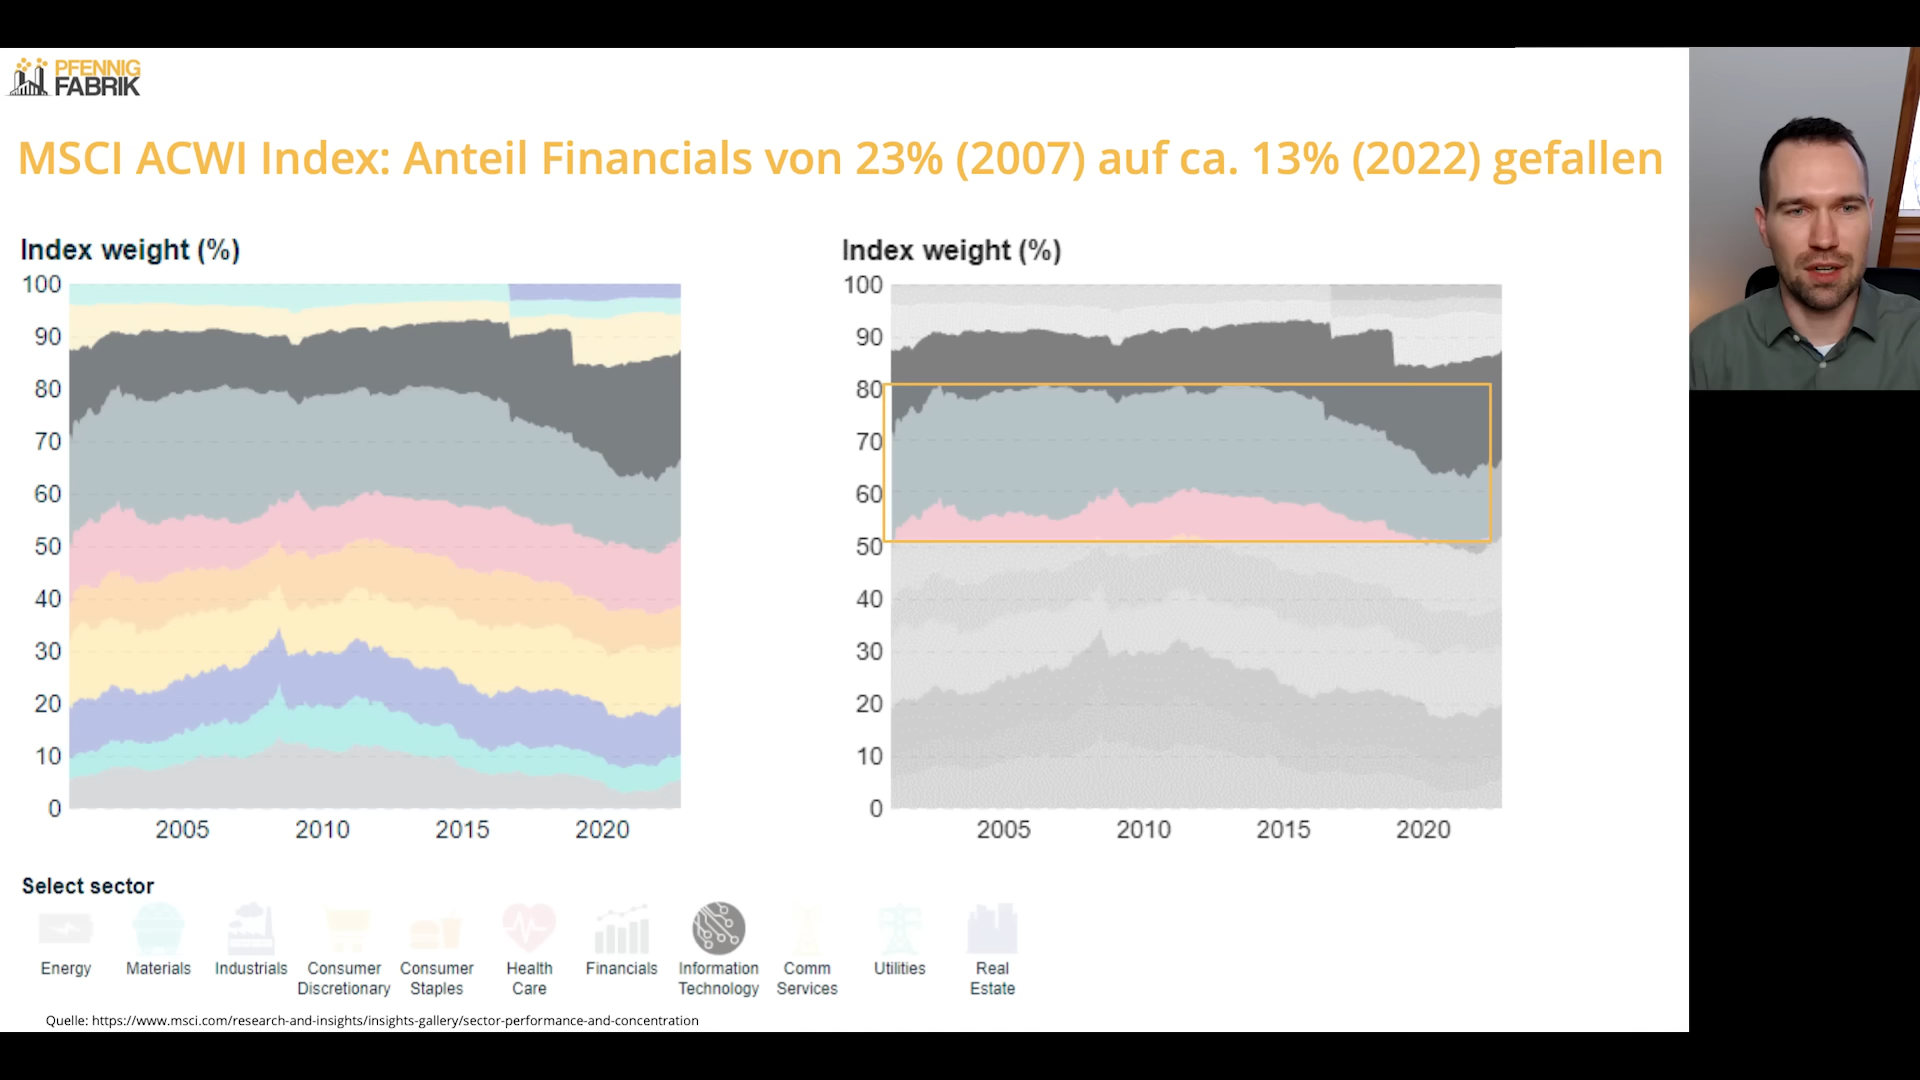 PFENNIG
FABRIK
MSCI ACWI Index: Anteil Financials von 23% (2007) auf ca. 13% (2022) gefallen
Index weight (%)
100
90
80
70
60
50
40
30
20
10
0
2005 2010 2015 2020
Index weight (%)
100
90
80
70
60
50
40
30
20
10
0
2005 2010 2015 2020
Select sector
Energy
Materials
Industrials
Consumer
Discretionary
Consumer
Staples
Health
Care
Financials
Information
Technology
Comm
Services
Utilities
Real
Estate
Quelle: https://www.msci.com/research-and-insights/insights-gallery/sector-performance-and-concentration